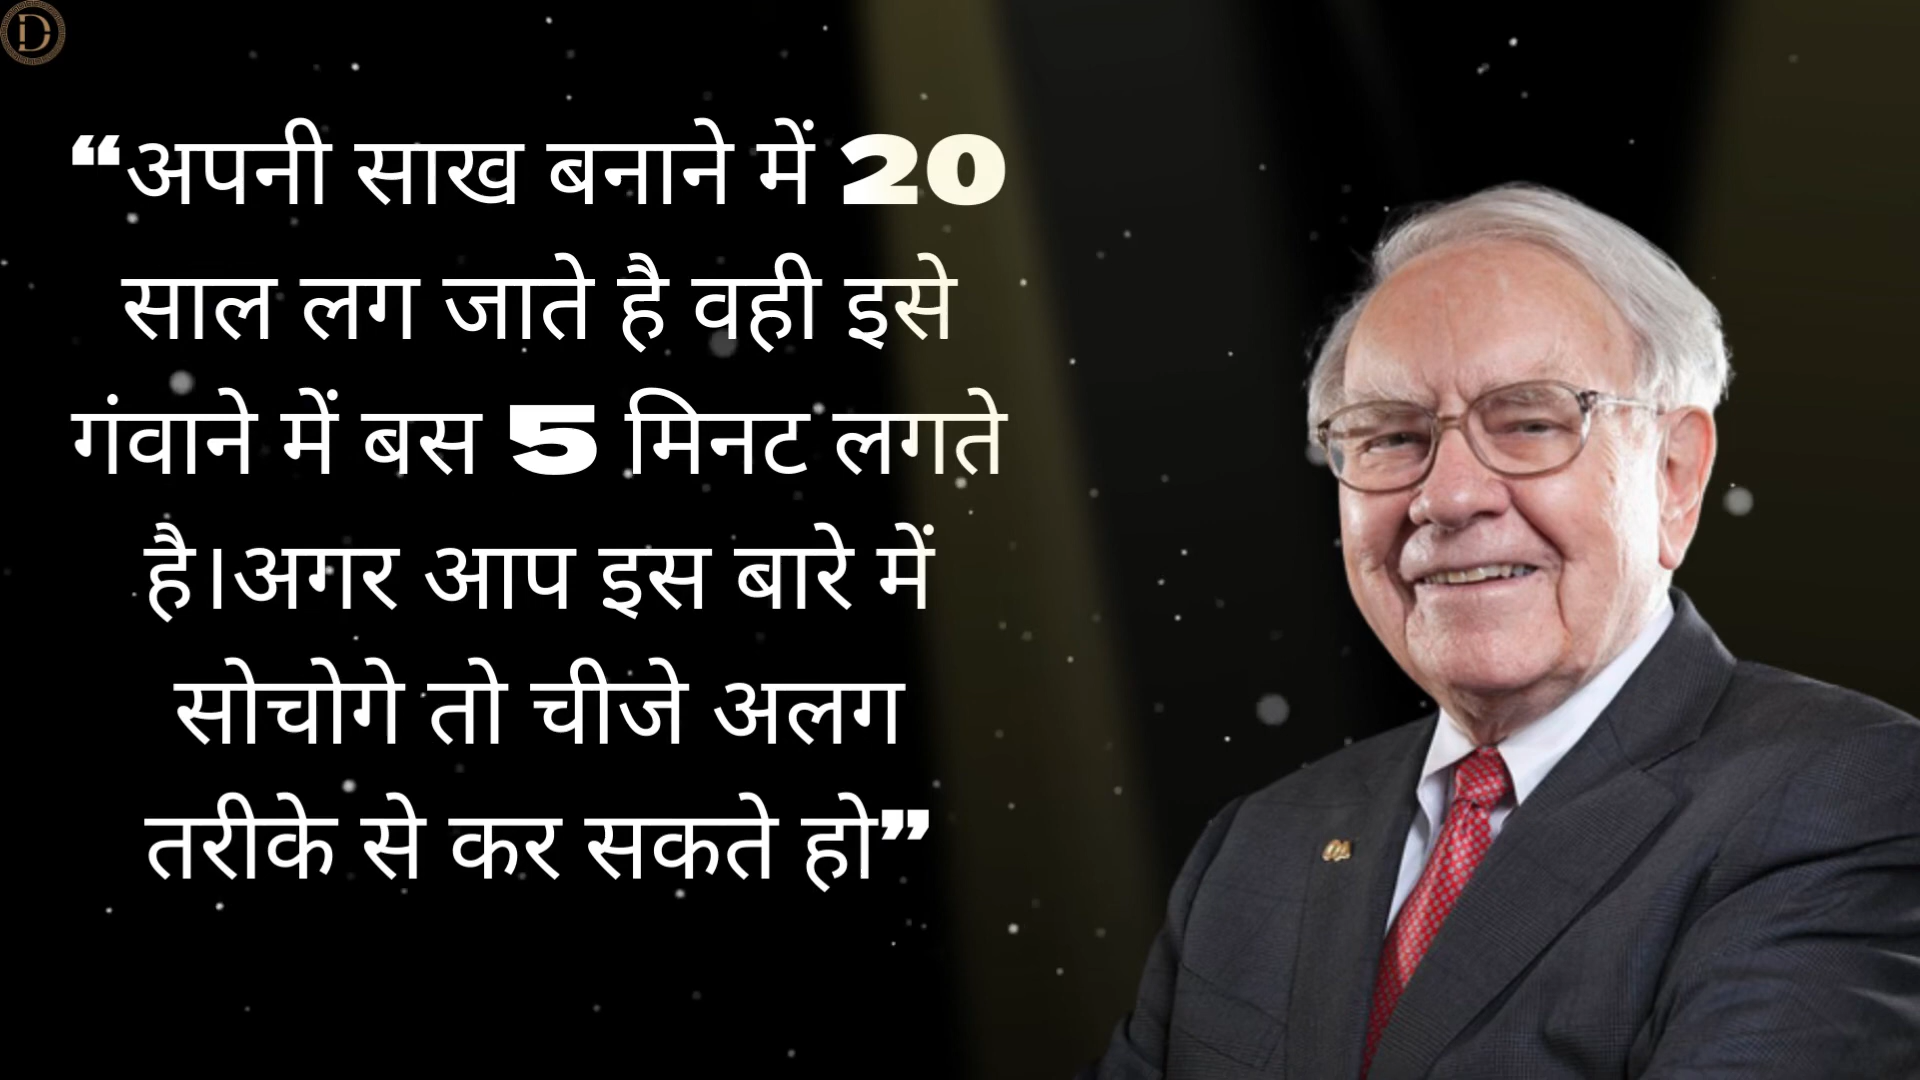 D
“अपनी साख बनाने में 20
साल लग जाते है वही इसे
गंवाने में बस 5 मिनट लगते
है।अगर आप इस बारे में
सोचोगे तो चीजे अलग
तरीके से कर सकते हो”